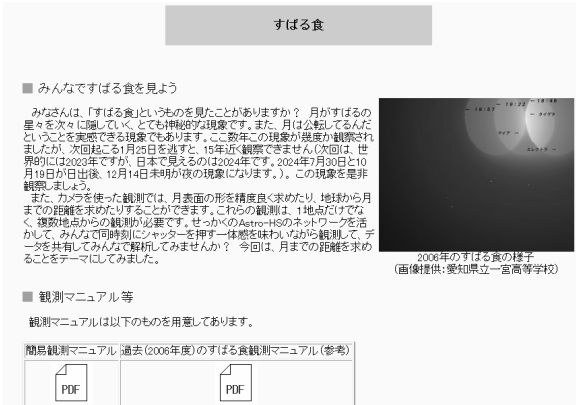 すばる食
■ みんなですばる食を見よう
みなさんは、「すばる食」というものを見たことがありますか？ 月がすばるの
星々を次々に隠していく、とても神秘的な現象です。また、月は公転してるんだ
ということを実感できる現象でもあります。ここ数年この現象が幾度か観察され
ましたが、次回起こる1月25日を逃すと、15年近く観察できません(次回は、世
界的には2023年ですが、日本で見えるのは2024年です。2024年7月30日と10
月19日が日出後、12月14日未明が夜の現象になります。)。この現象を是非
観察しましょう。
また、カメラを使った観測では、月表面の形を精度良く求めたり、地球から月
までの距離を求めたりすることができます。これらの観測は、1地点だけでな
く、複数地点からの観測が必要です。せっかくのAstro-HSのネットワークを活
かして、みんなで同時刻にシャッターを押す一体感を味わいながら観測して、デ
ータを共有してみんなで解析してみませんか？ 今回は、月までの距離を求め
ることをテーマにしてみました。
18:57
19:22
マイア
タイゲタ
エレクトラ
2006年のすばる食の様子
(画像提供:愛知県立一宮高等学校)
■ 観測マニュアル等
観測マニュアルは以下のものを用意してあります。
簡易観測マニュアル 過去(2006年度)のすばる食観測マニュアル(参考)
PDF PDF